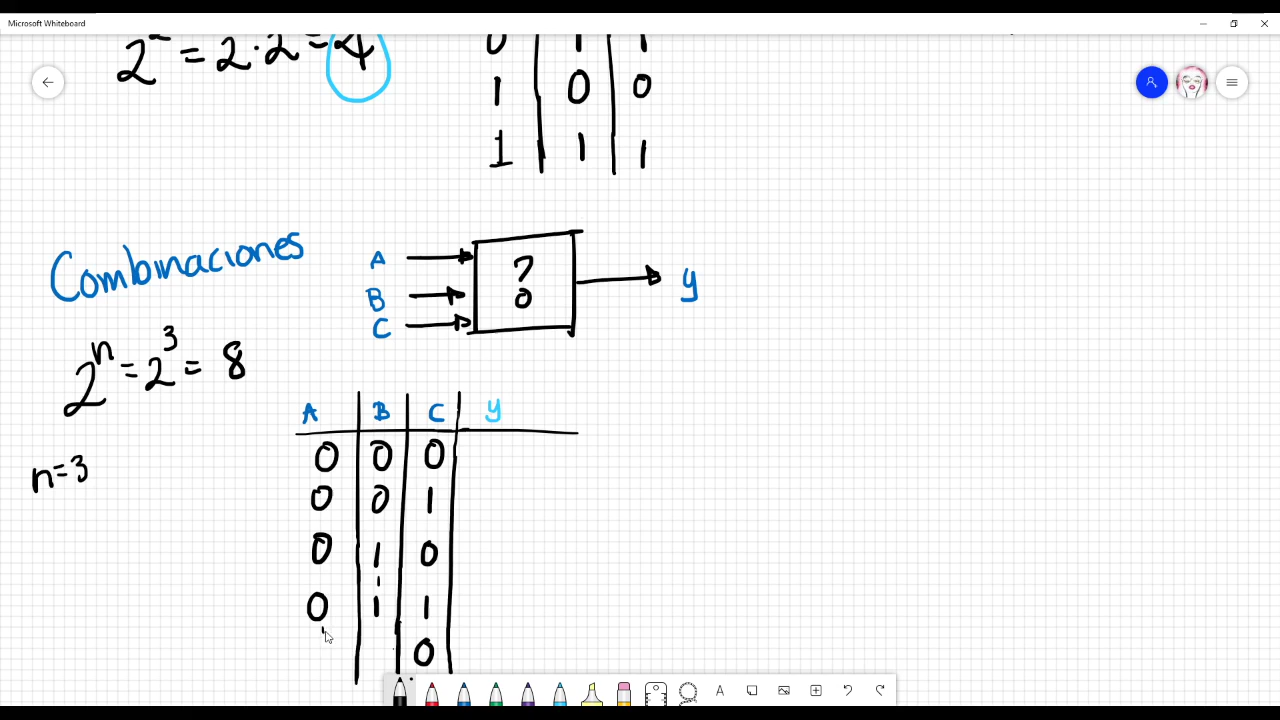 Microsoft Whiteboard
2² = 2·2 = 4
0 1 1
1 0 0
1 1 1
Combinaciones
A
B
C
?
y
2ⁿ = 2³ = 8
n=3
A B C y
0 0 0
0 0 1
0 1 0
0 1 1
0
A